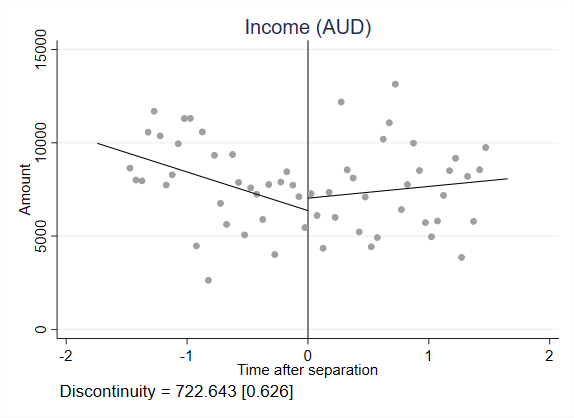 Income (AUD)
15000
10000
5000
0
Amount
-2 -1 0 1 2
Time after separation
Discontinuity = 722.643 [0.626]